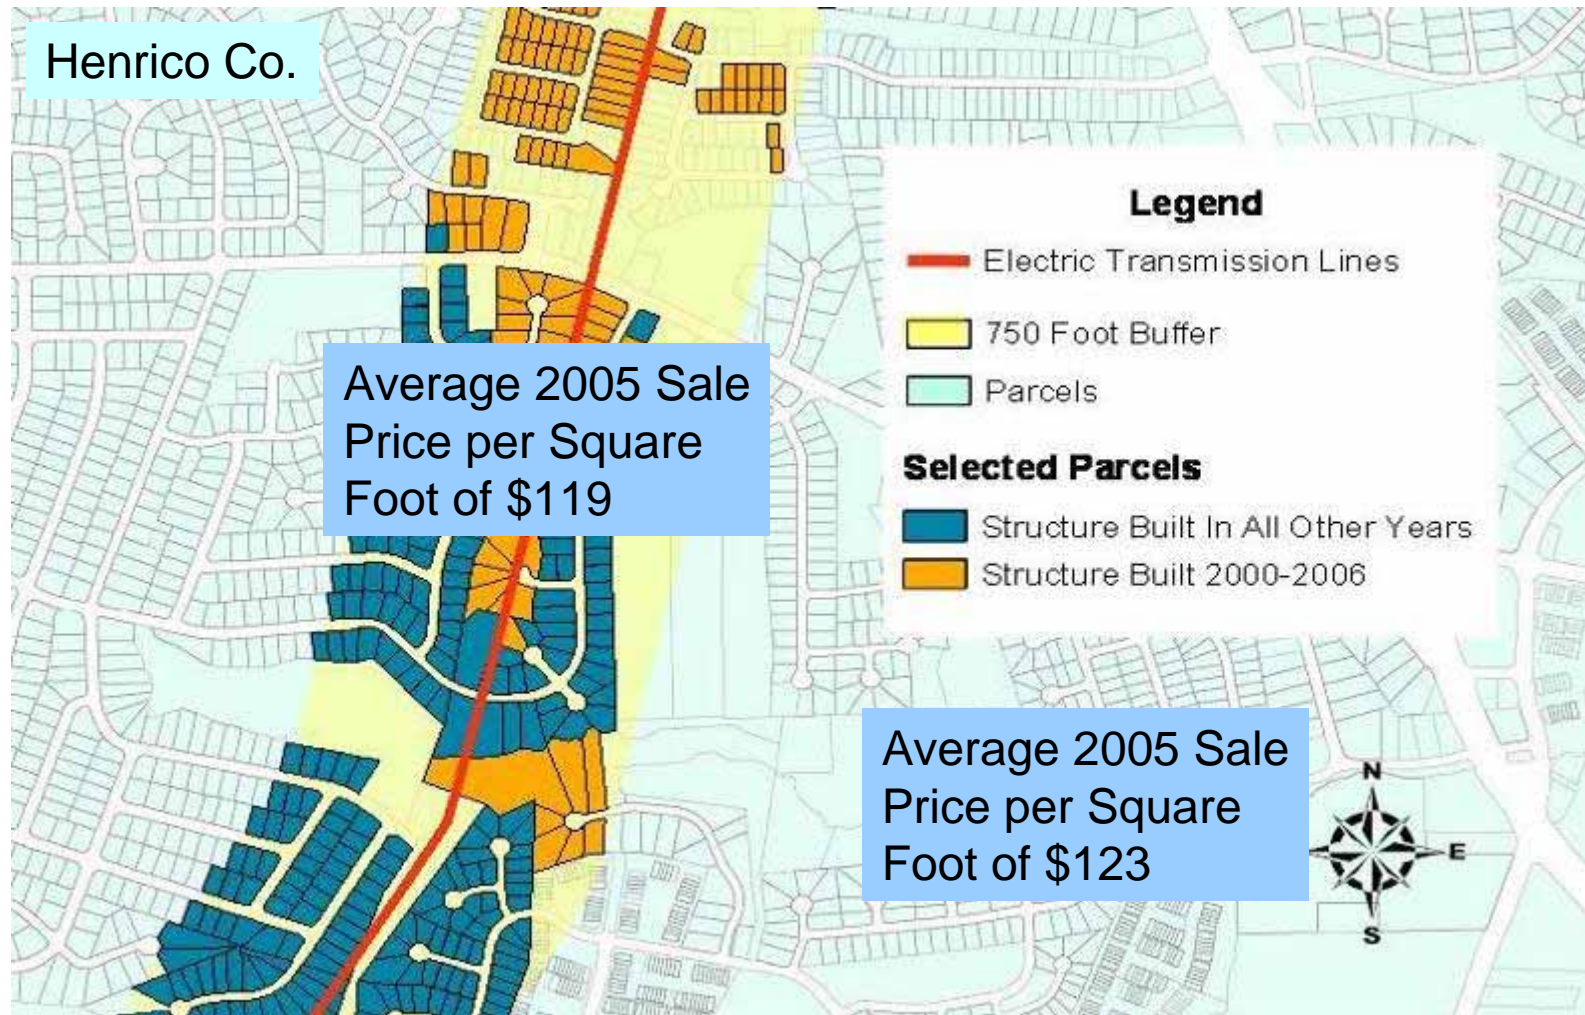 Henrico Co.
Legend
Electric Transmission Lines
750 Foot Buffer
Parcels
Selected Parcels
Structure Built In All Other Years
Structure Built 2000-2006
Average 2005 Sale
Price per Square
Foot of $119
Average 2005 Sale
Price per Square
Foot of $123
N
E
S